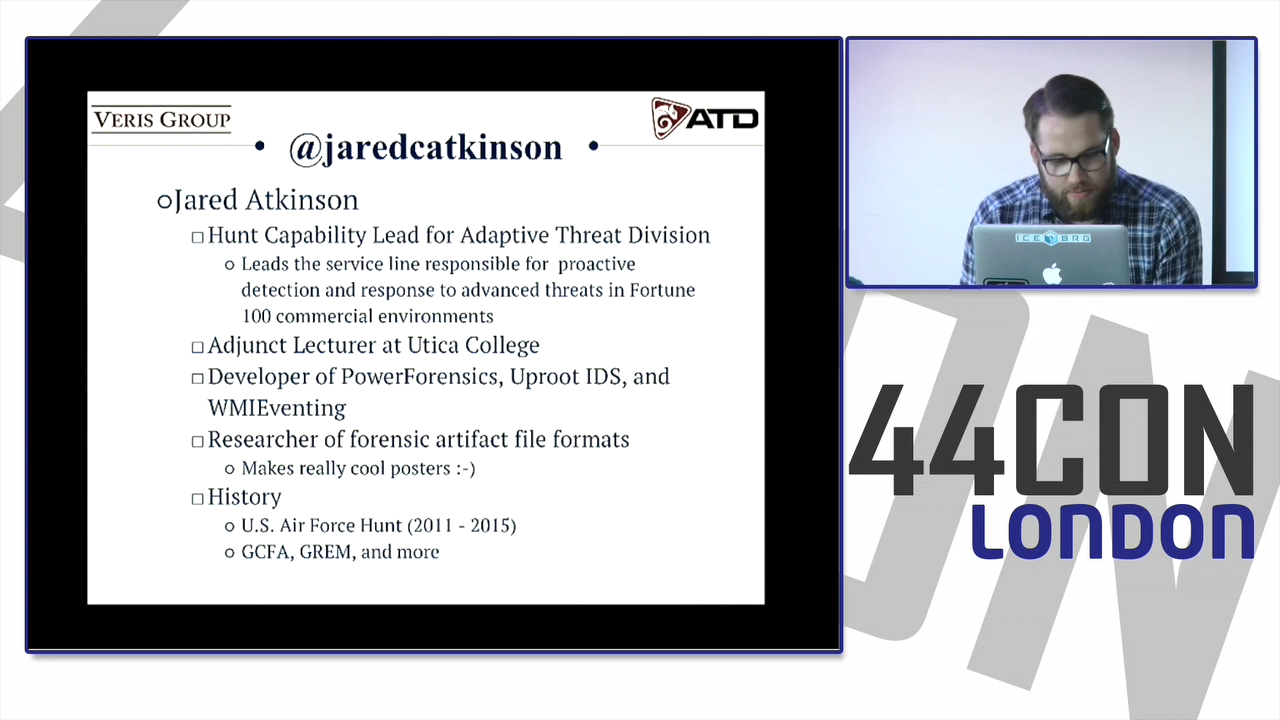 VERIS GROUP
ATD
• @jaredcatkinson •
Jared Atkinson
Hunt Capability Lead for Adaptive Threat Division
Leads the service line responsible for proactive
detection and response to advanced threats in Fortune
100 commercial environments
Adjunct Lecturer at Utica College
Developer of PowerForensics, Uproot IDS, and
WMIEventing
Researcher of forensic artifact file formats
Makes really cool posters :-)
History
U.S. Air Force Hunt (2011 - 2015)
GCFA, GREM, and more
ICEBRG
44CON
LONDON